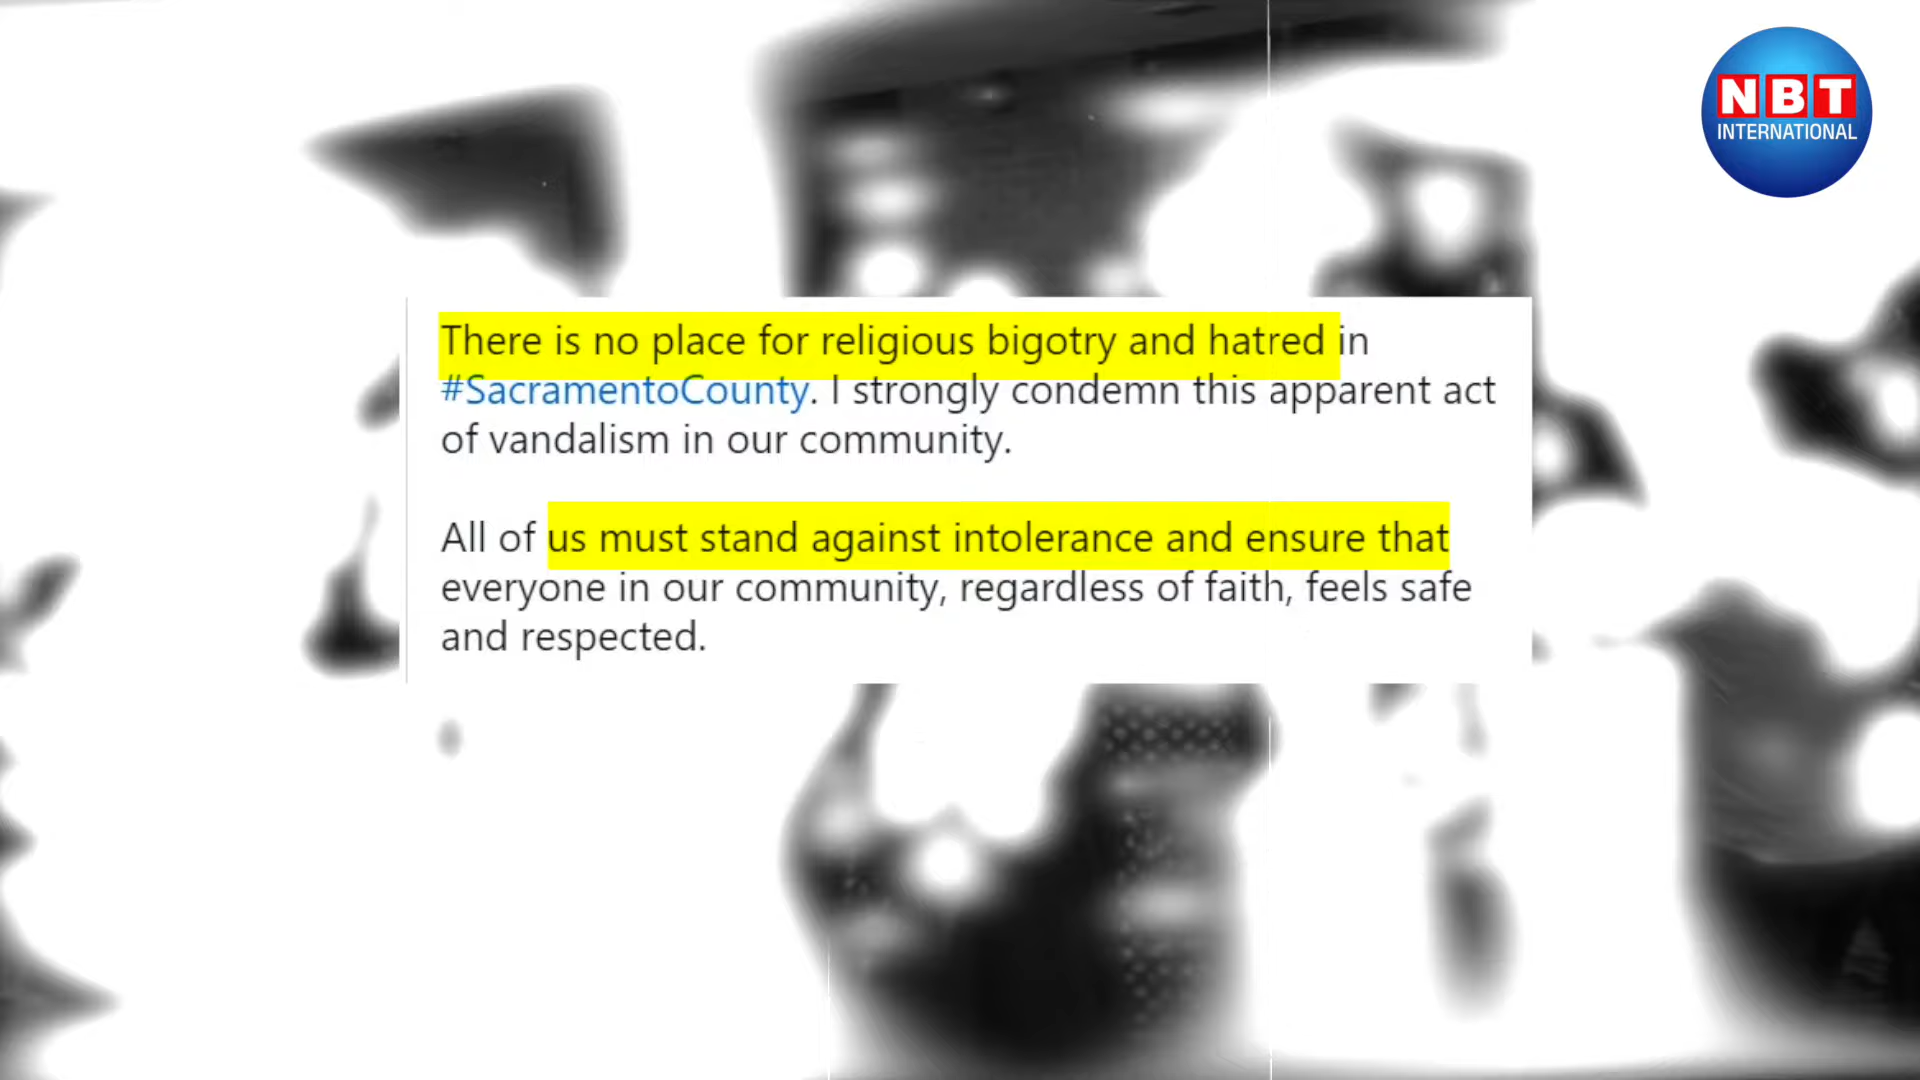 NBT
INTERNATIONAL
There is no place for religious bigotry and hatred in
#SacramentoCounty. I strongly condemn this apparent act
of vandalism in our community.
All of us must stand against intolerance and ensure that
everyone in our community, regardless of faith, feels safe
and respected.